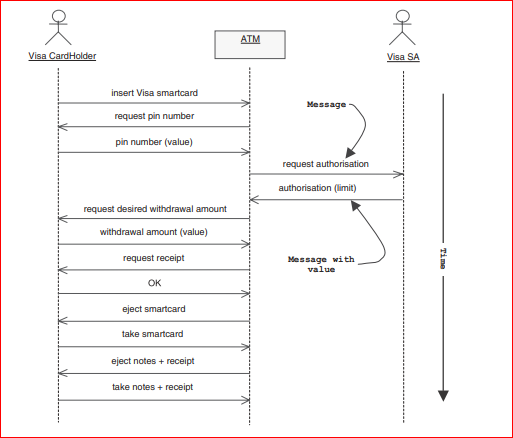 Visa CardHolder
ATM
Visa SA
insert Visa smartcard
Message
request pin number
pin number (value)
request authorisation
authorisation (limit)
request desired withdrawal amount
withdrawal amount (value)
request receipt
Message with
value
Time
OK
eject smartcard
take smartcard
eject notes + receipt
take notes + receipt